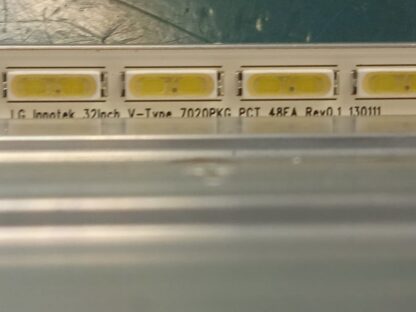 LG Innotek 32Inch V-Type 7020PKG PCT 48EA Rev0.1 130111